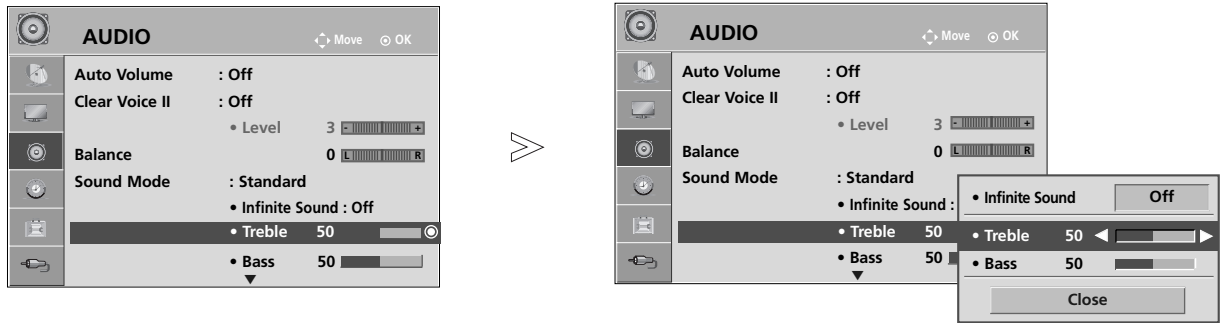 AUDIO Move OK
Auto Volume : Off
Clear Voice II : Off
• Level 3 - +
Balance 0 L R
Sound Mode : Standard
• Infinite Sound : Off
• Treble 50
• Bass 50
AUDIO Move OK
Auto Volume : Off
Clear Voice II : Off
• Level 3 - +
Balance 0 L R
Sound Mode : Standard
• Infinite Sound :
• Treble 50
• Bass 50
• Infinite Sound Off
• Treble 50
• Bass 50
Close